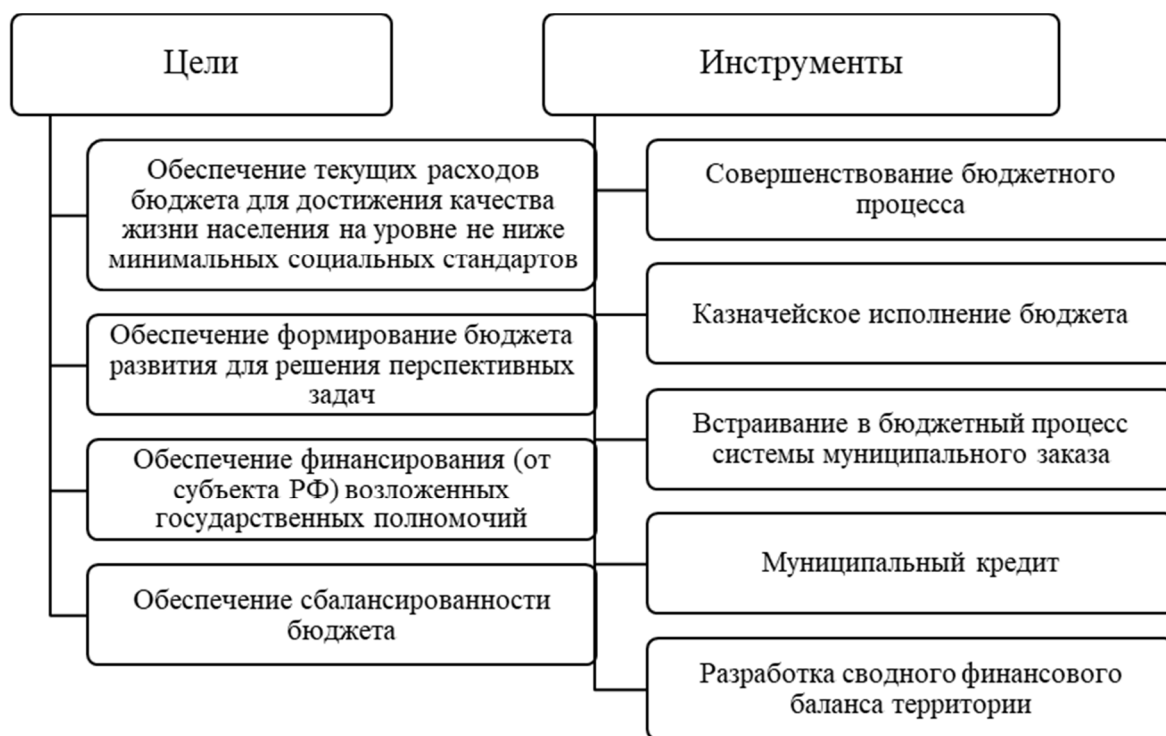 Цели
Обеспечение текущих расходов
бюджета для достижения качества
жизни населения на уровне не ниже
минимальных социальных стандартов
Обеспечение формирование бюджета
развития для решения перспективных
задач
Обеспечение финансирования (от
субъекта РФ) возложенных
государственных полномочий
Обеспечение сбалансированности
бюджета
Инструменты
Совершенствование бюджетного
процесса
Казначейское исполнение бюджета
Встраивание в бюджетный процесс
системы муниципального заказа
Муниципальный кредит
Разработка сводного финансового
баланса территории